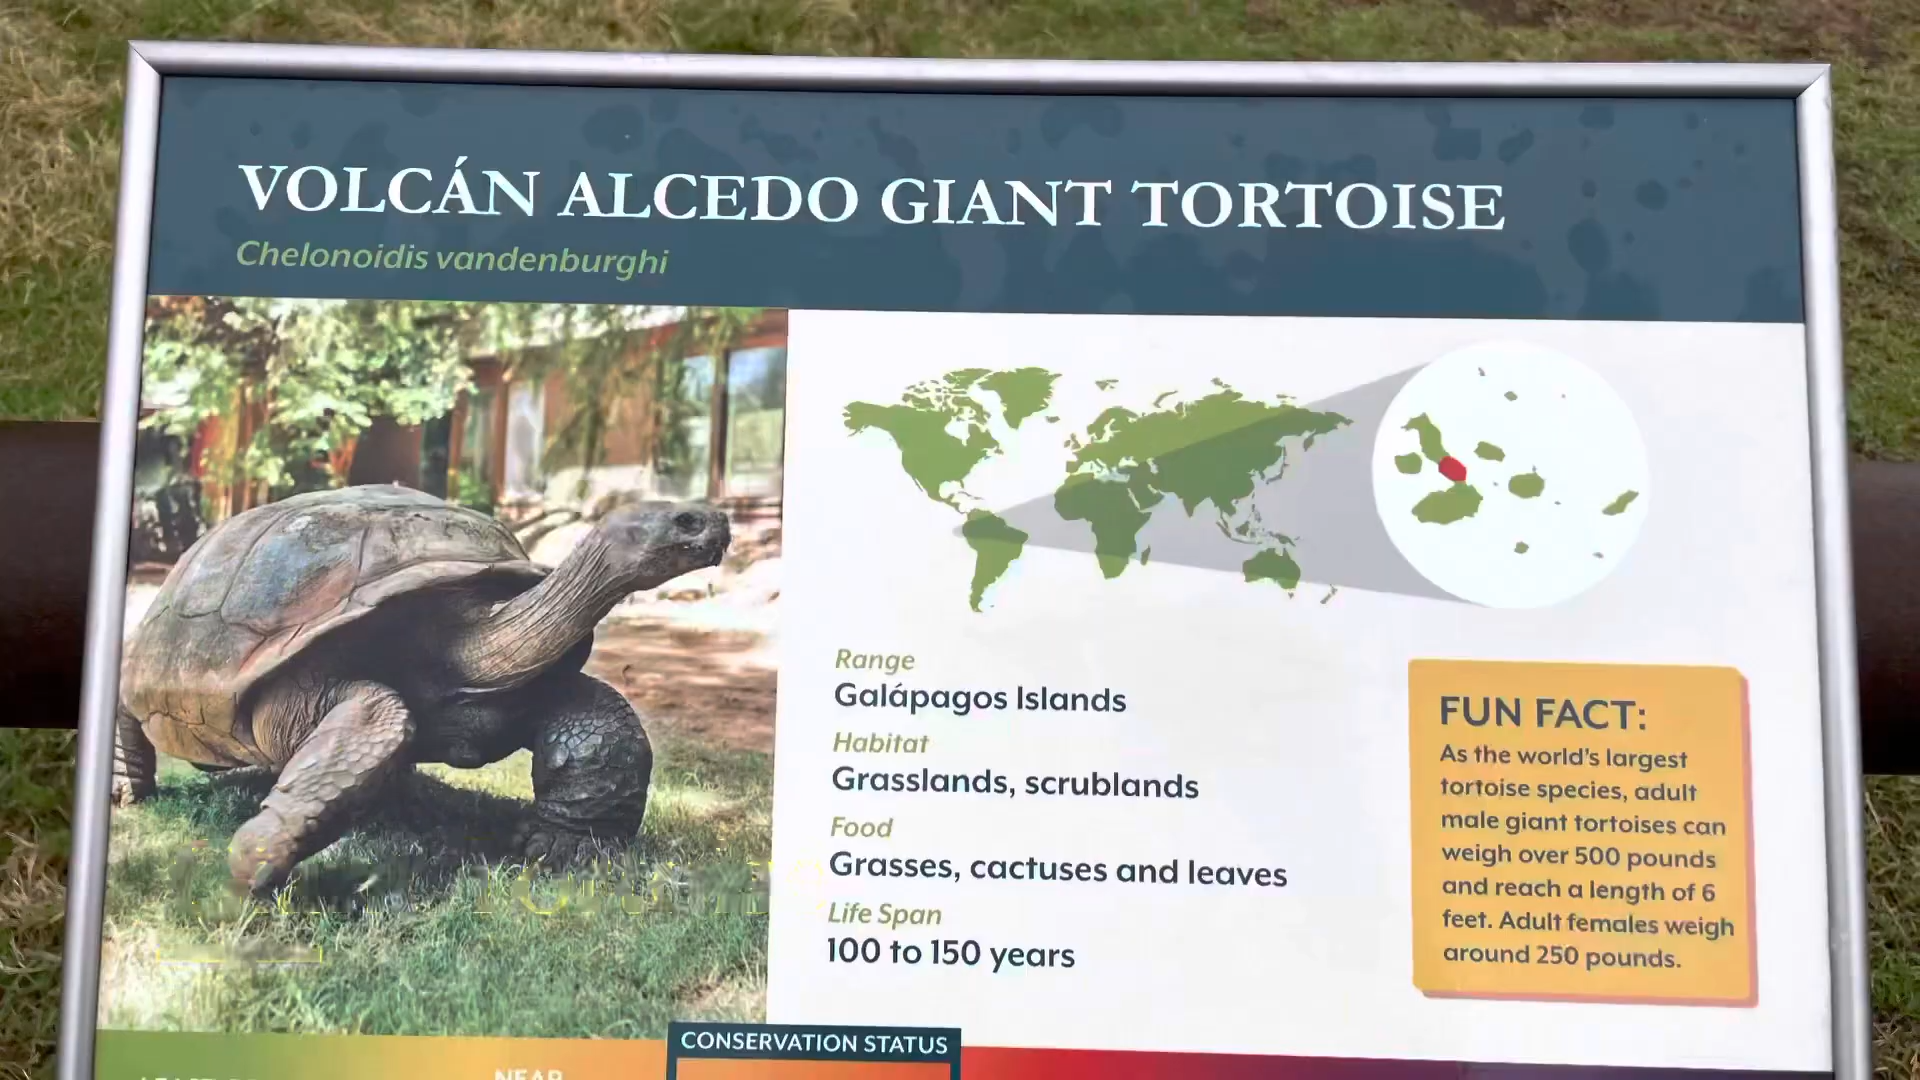 VOLCÁN ALCEDO GIANT TORTOISE
Chelonoidis vandenburghi
Range
Galápagos Islands
Habitat
Grasslands, scrublands
Food
Grasses, cactuses and leaves
Life Span
100 to 150 years
FUN FACT:
As the world's largest
tortoise species, adult
male giant tortoises can
weigh over 500 pounds
and reach a length of 6
feet. Adult females weigh
around 250 pounds.
CONSERVATION STATUS
NEAR